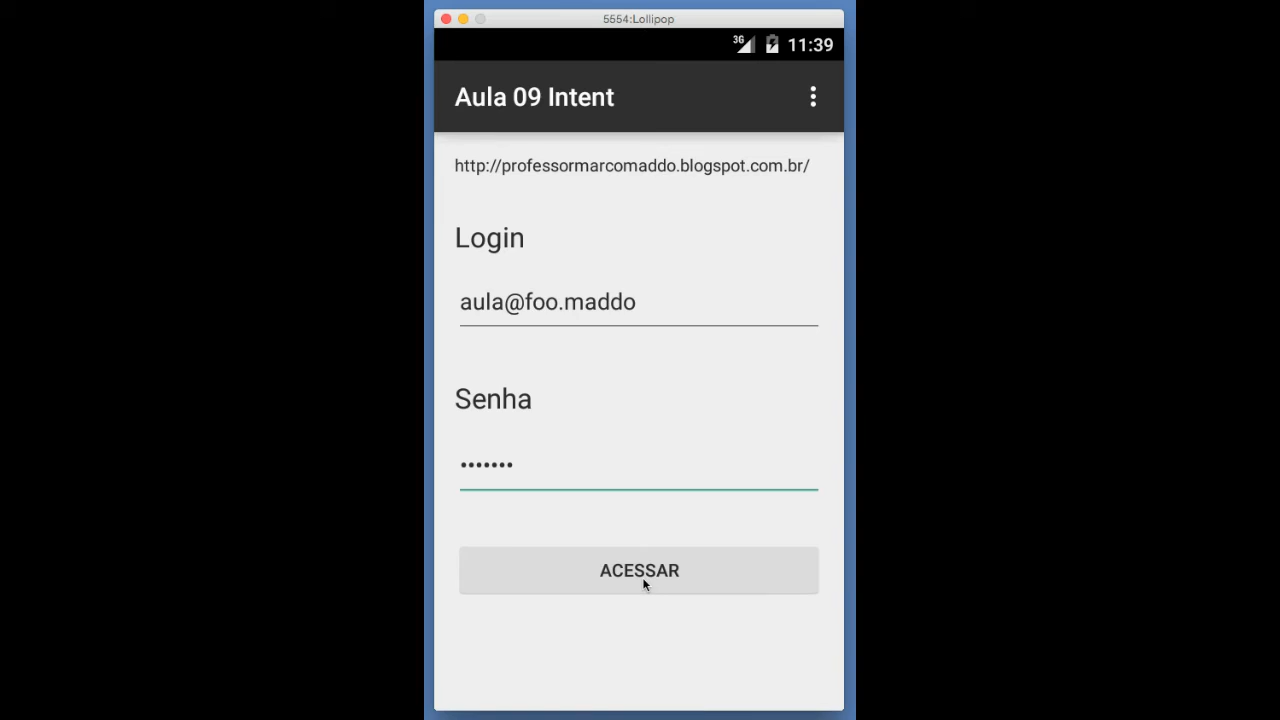 5554:Lollipop
3G 11:39
Aula 09 Intent
http://professormarcomaddo.blogspot.com.br/
Login
aula@foo.maddo
Senha
•••••••
ACESSAR